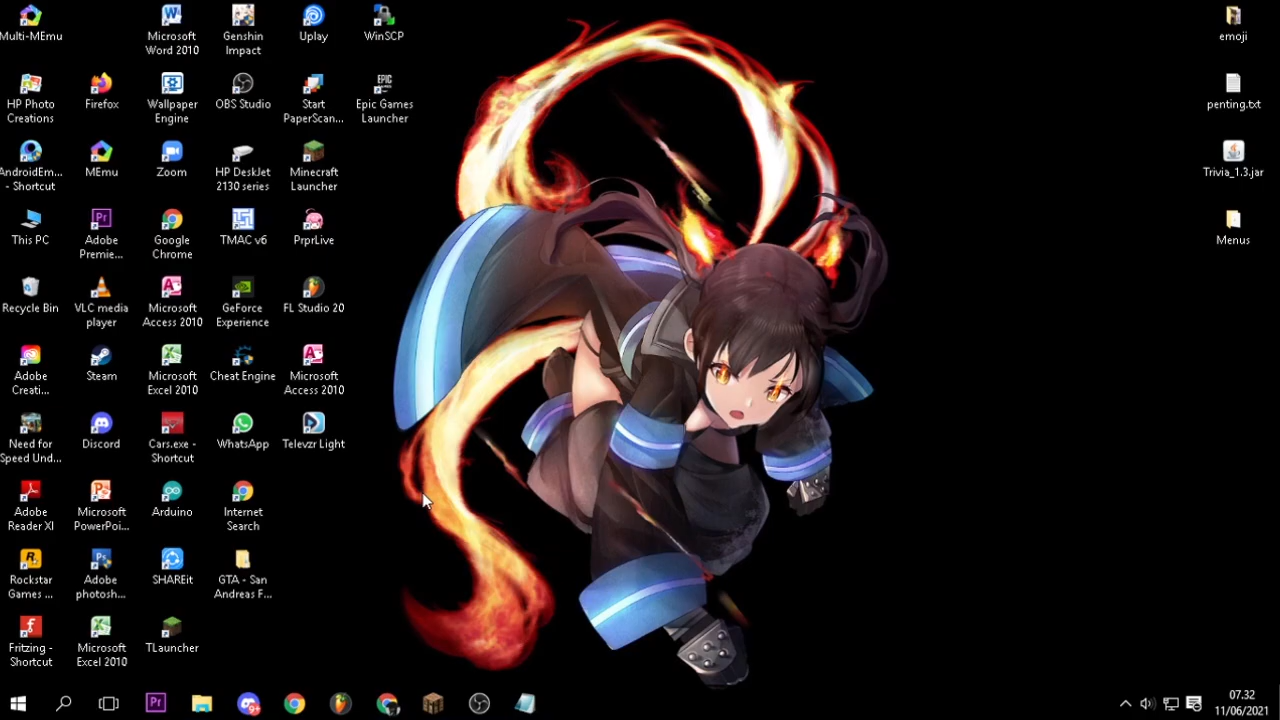 Multi-MEmu
Microsoft
Word 2010
Genshin
Impact
Uplay
WinSCP
HP Photo
Creations
Firefox
Wallpaper
Engine
OBS Studio
Start
PaperScan...
EPIC
GAMES
Epic Games
Launcher
AndroidEm...
- Shortcut
MEmu
Zoom
HP DeskJet
2130 series
Minecraft
Launcher
This PC
Pr
Adobe
Premie...
Google
Chrome
TMAC v6
PrprLive
Recycle Bin
VLC media
player
Microsoft
Access 2010
GeForce
Experience
FL Studio 20
Adobe
Creati...
Steam
Microsoft
Excel 2010
Cheat Engine
Microsoft
Access 2010
Need for
Speed Und...
Discord
Cars.exe -
Shortcut
WhatsApp
Televzr Light
Adobe
Reader XI
Microsoft
PowerPoi...
Arduino
Internet
Search
Rockstar
Games ...
Adobe
photosh...
SHAREit
GTA - San
Andreas F...
Fritzing -
Shortcut
Microsoft
Excel 2010
TLauncher
emoji
penting.txt
Trivia_1.3.jar
Menus
Pr
07.32
11/06/2021